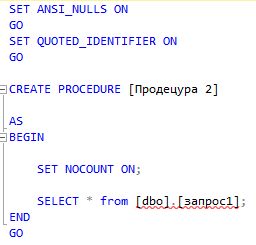 SET ANSI_NULLS ON
GO
SET QUOTED_IDENTIFIER ON
GO
CREATE PROCEDURE [Продецура 2]
AS
BEGIN
SET NOCOUNT ON;
SELECT * from [dbo].[запрос1];
END
GO